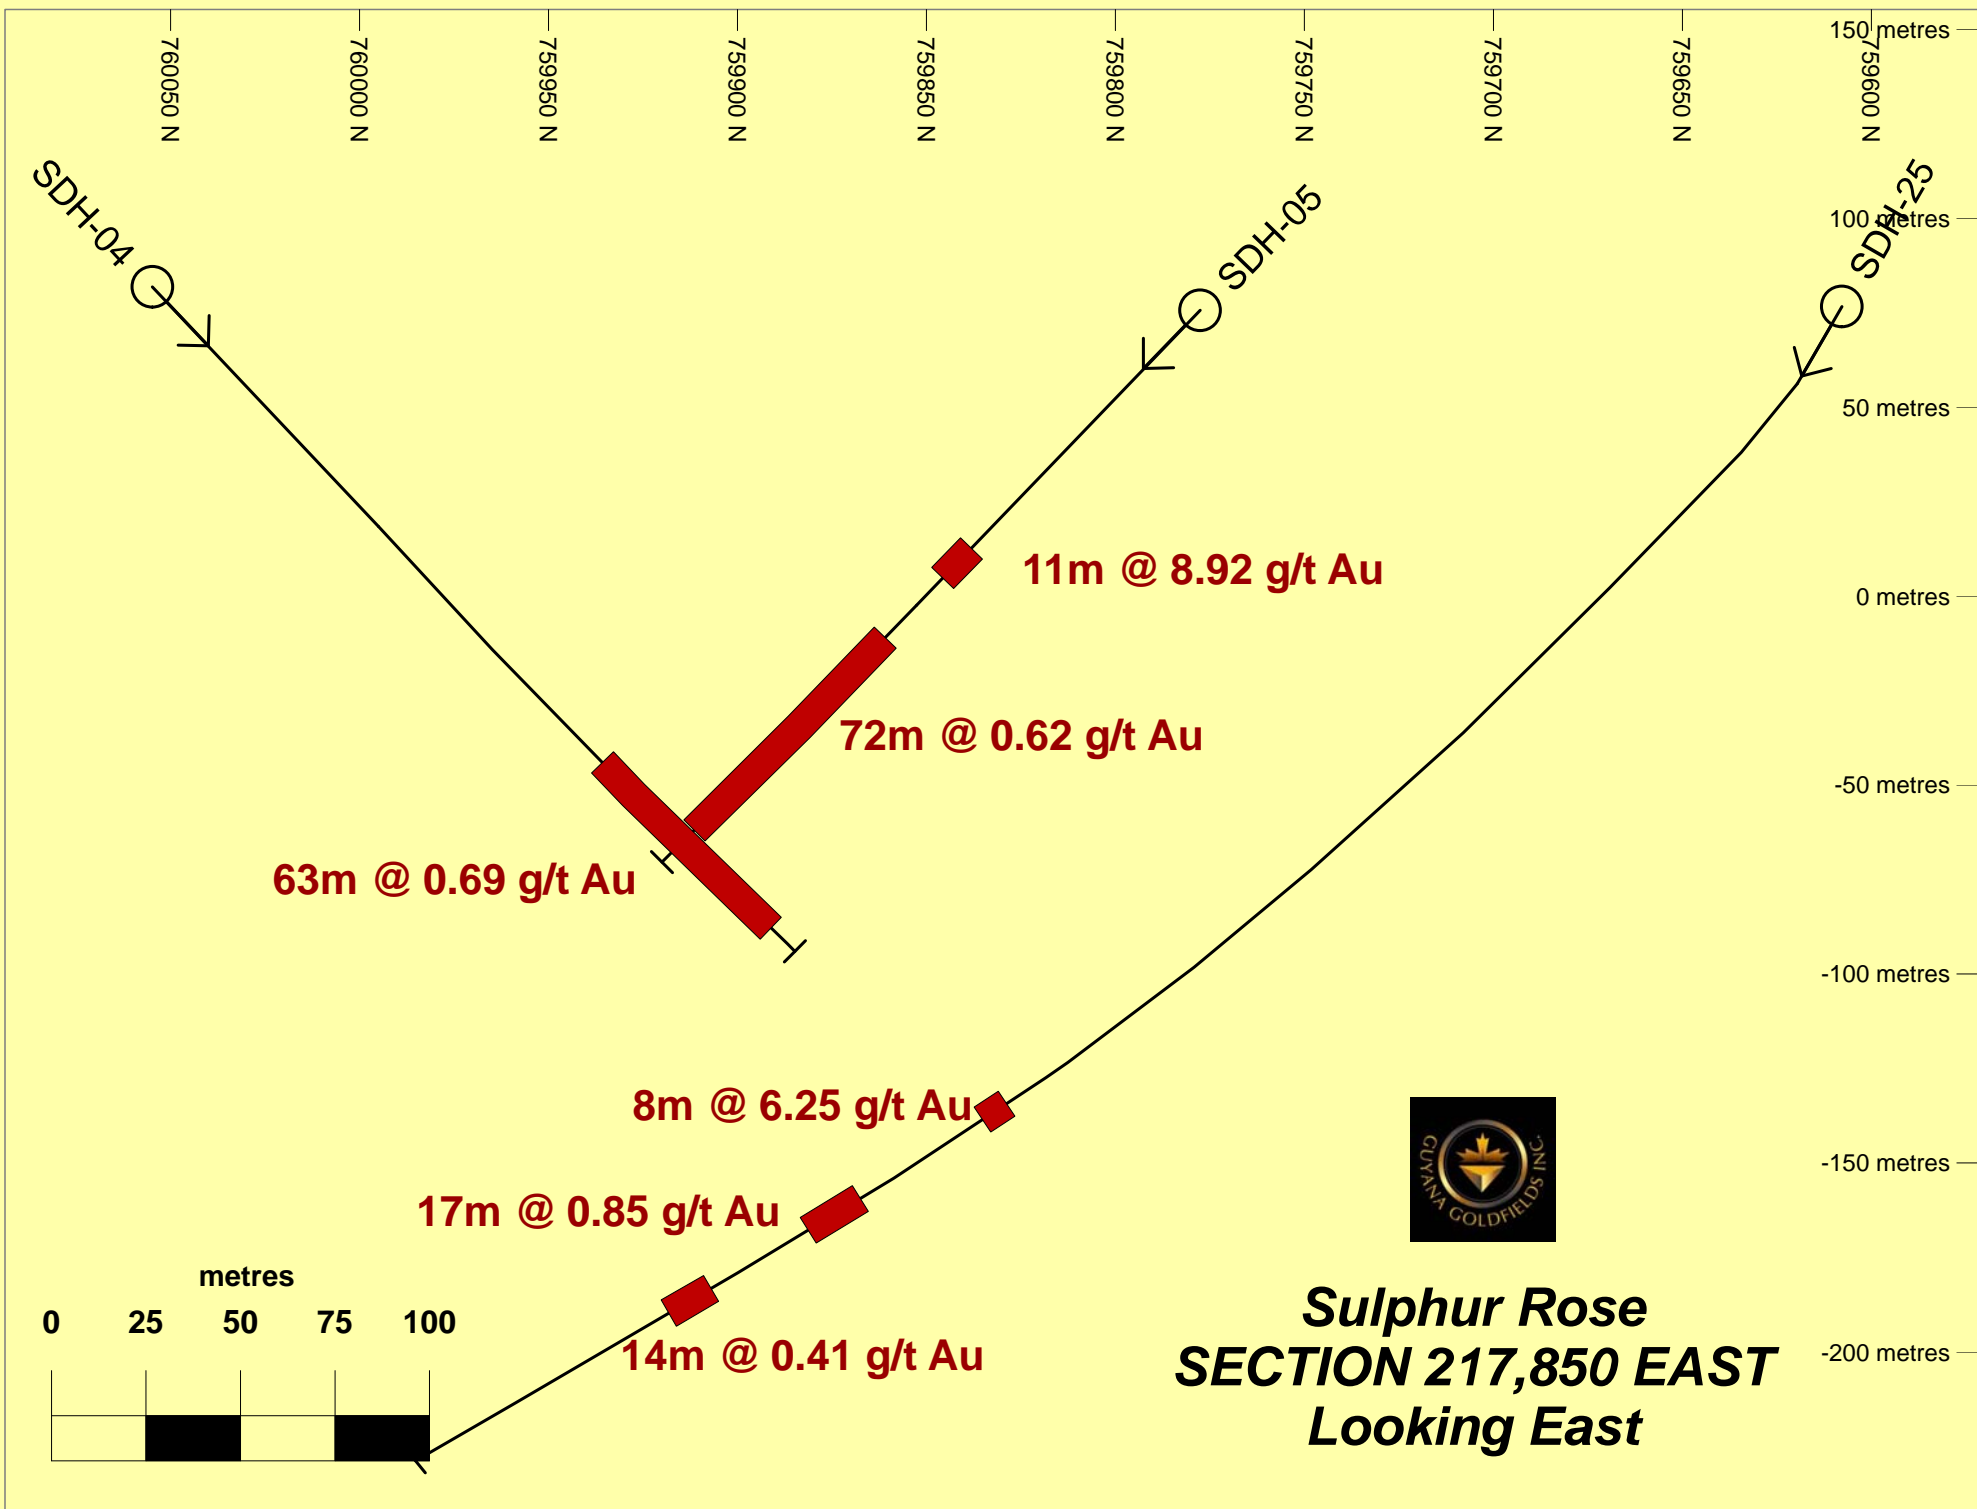 760050 N
760000 N
759950 N
759900 N
759850 N
759800 N
759750 N
759700 N
759650 N
759600 N
150 metres
100 metres
50 metres
0 metres
-50 metres
-100 metres
-150 metres
-200 metres
SDH-04
SDH-05
SDH-25
11m @ 8.92 g/t Au
72m @ 0.62 g/t Au
63m @ 0.69 g/t Au
8m @ 6.25 g/t Au
17m @ 0.85 g/t Au
14m @ 0.41 g/t Au
metres
0 25 50 75 100
GUYANA GOLDFIELDS INC.
Sulphur Rose
SECTION 217,850 EAST
Looking East